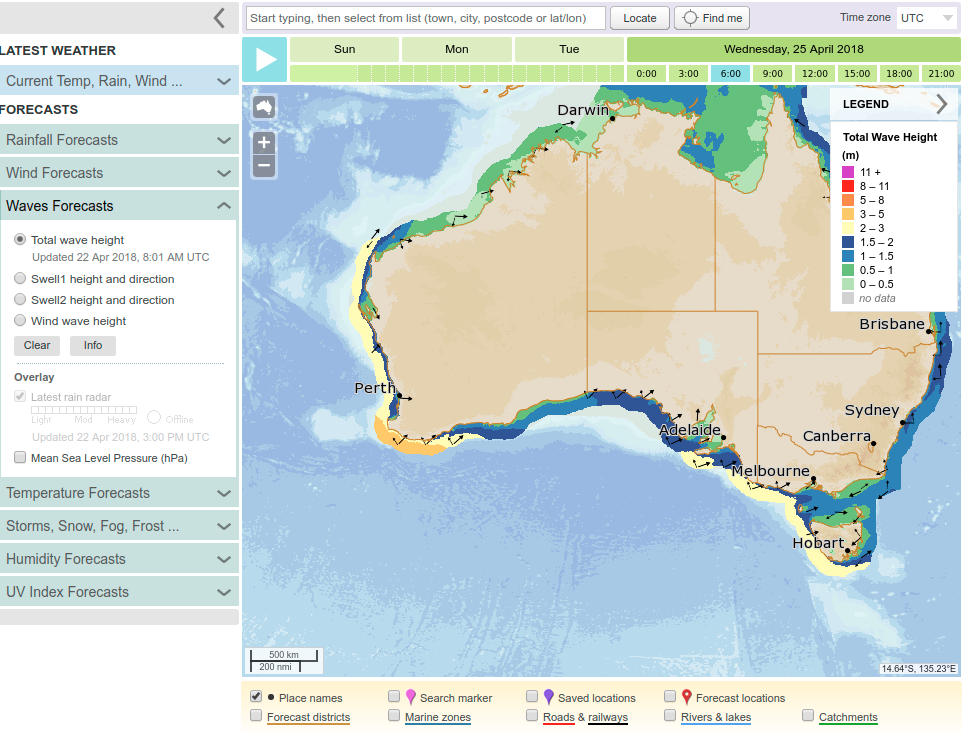 LATEST WEATHER
Current Temp, Rain, Wind ...
FORECASTS
Rainfall Forecasts
Wind Forecasts
Waves Forecasts
Total wave height
Updated 22 Apr 2018, 8:01 AM UTC
Swell1 height and direction
Swell2 height and direction
Wind wave height
Clear Info
Overlay
Latest rain radar
Light Mod Heavy Offline
Updated 22 Apr 2018, 3:00 PM UTC
Mean Sea Level Pressure (hPa)
Temperature Forecasts
Storms, Snow, Fog, Frost ...
Humidity Forecasts
UV Index Forecasts
Start typing, then select from list (town, city, postcode or lat/lon) Locate Find me Time zone UTC
Sun Mon Tue Wednesday, 25 April 2018
0:00 3:00 6:00 9:00 12:00 15:00 18:00 21:00
+
−
Darwin
LEGEND
Total Wave Height
(m)
11 +
8 – 11
5 – 8
3 – 5
2 – 3
1.5 – 2
1 – 1.5
0.5 – 1
0 – 0.5
no data
Brisbane
Perth
Sydney
Adelaide
Canberra
Melbourne
Hobart
500 km
200 nmi
14.64°S, 135.23°E
Place names Search marker Saved locations Forecast locations
Forecast districts Marine zones Roads & railways Rivers & lakes Catchments